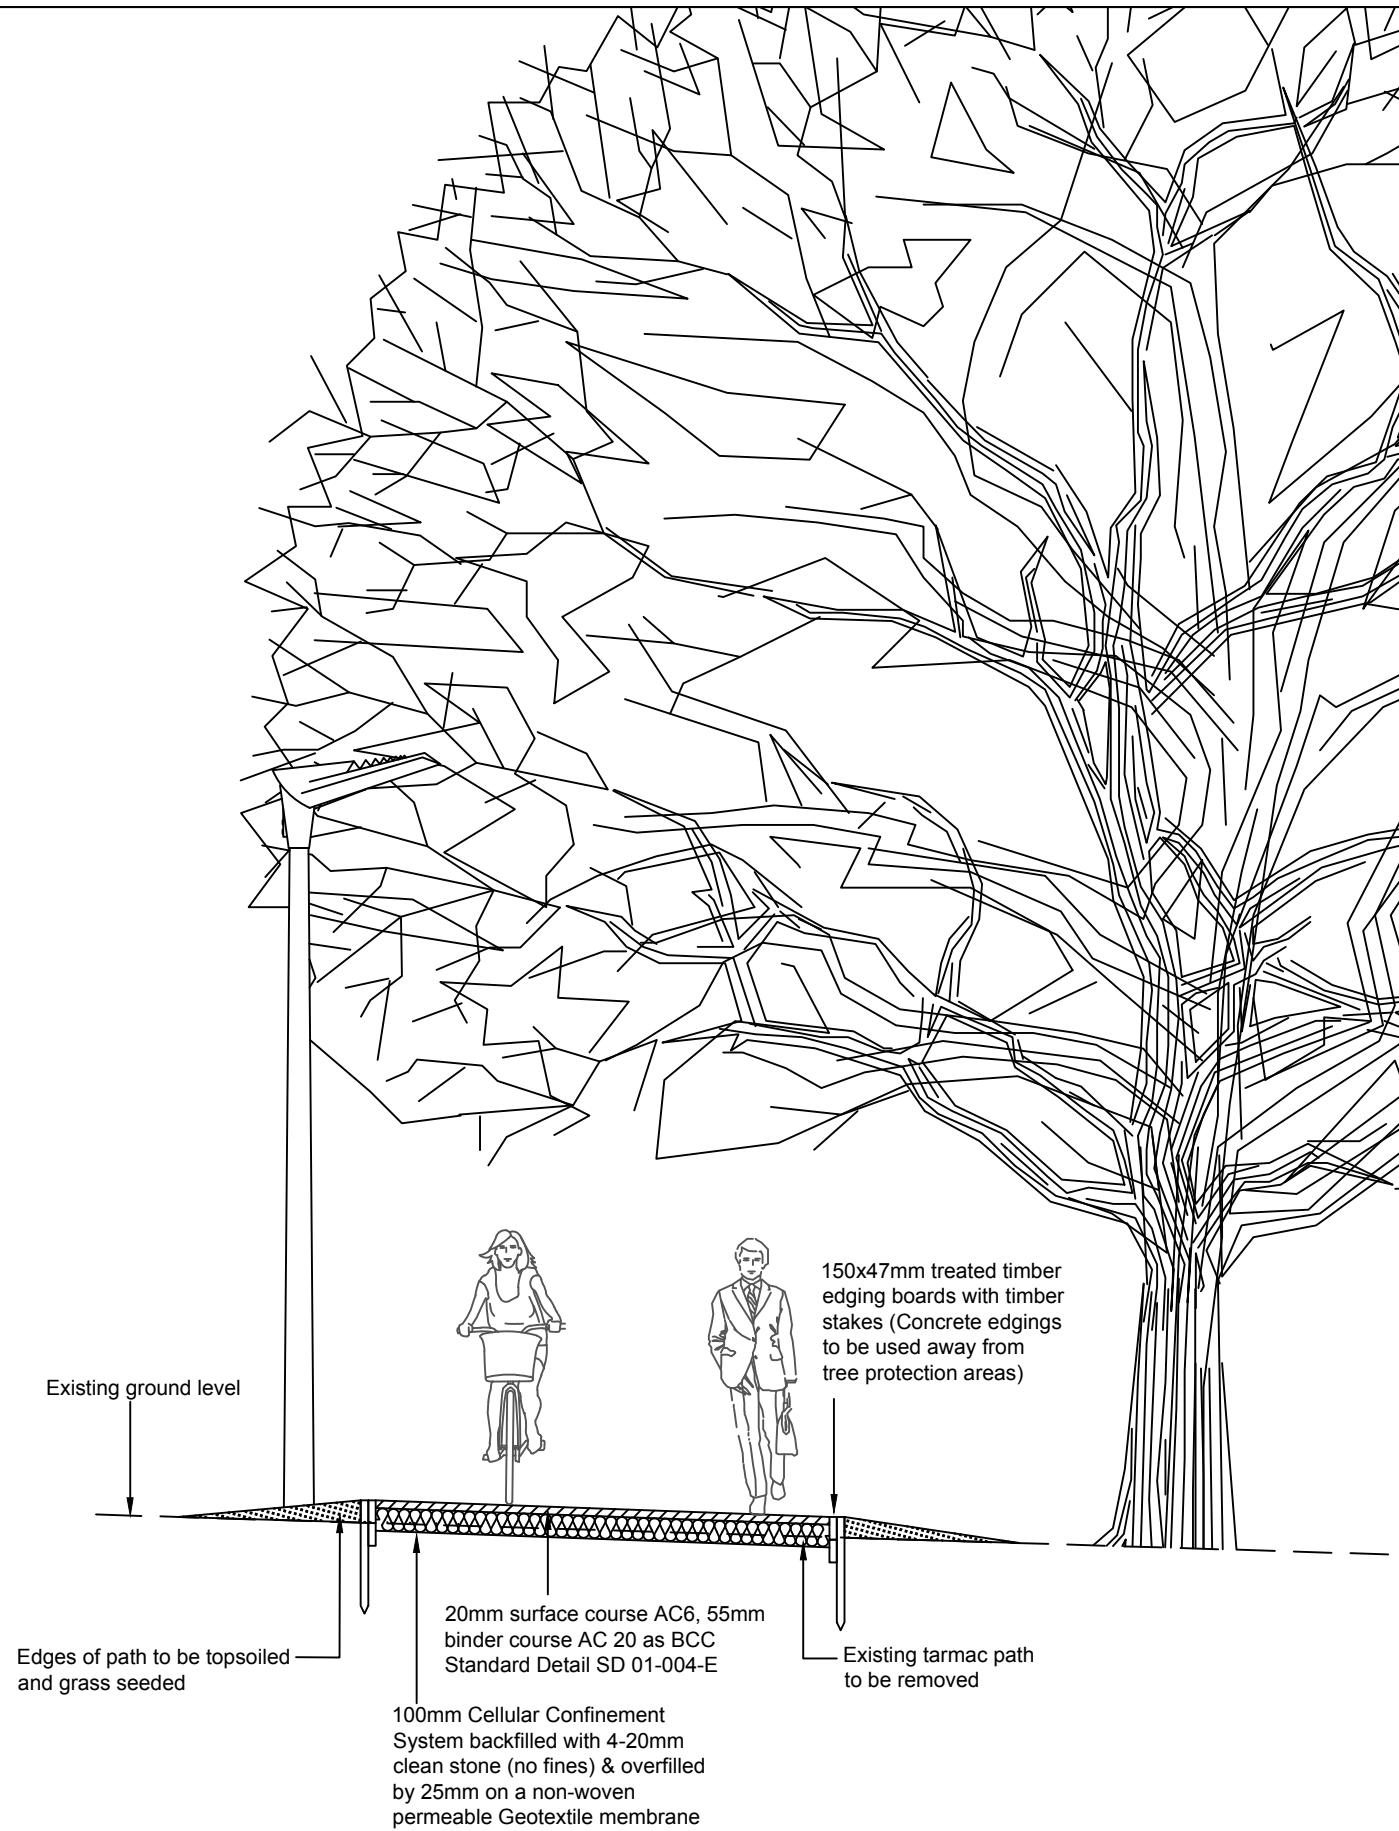 150x47mm treated timber
edging boards with timber
stakes (Concrete edgings
to be used away from
tree protection areas)
Existing ground level
20mm surface course AC6, 55mm
binder course AC 20 as BCC
Standard Detail SD 01-004-E
Edges of path to be topsoiled
and grass seeded
Existing tarmac path
to be removed
100mm Cellular Confinement
System backfilled with 4-20mm
clean stone (no fines) & overfilled
by 25mm on a non-woven
permeable Geotextile membrane